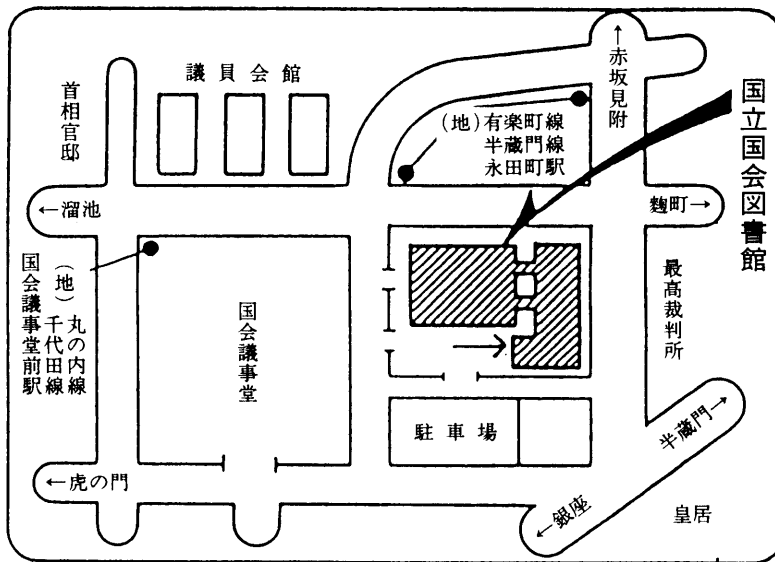 国立国会図書館
←赤坂見附
議員会館
首相官邸
(地)有楽町線
半蔵門線
永田町駅
←溜池
麹町→
(地)丸の内線
千代田線
国会議事堂前駅
国会議事堂
最高裁判所
駐車場
半蔵門→
←銀座
←虎の門
皇居